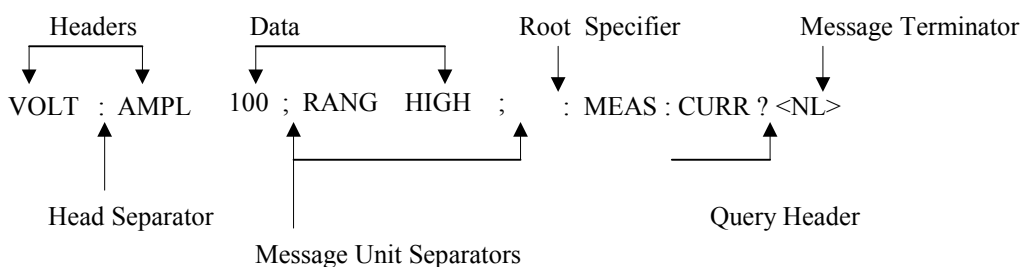 Headers Data Root Specifier Message Terminator
VOLT : AMPL 100 ; RANG HIGH ; : MEAS : CURR ? <NL>
Head Separator Query Header
Message Unit Separators